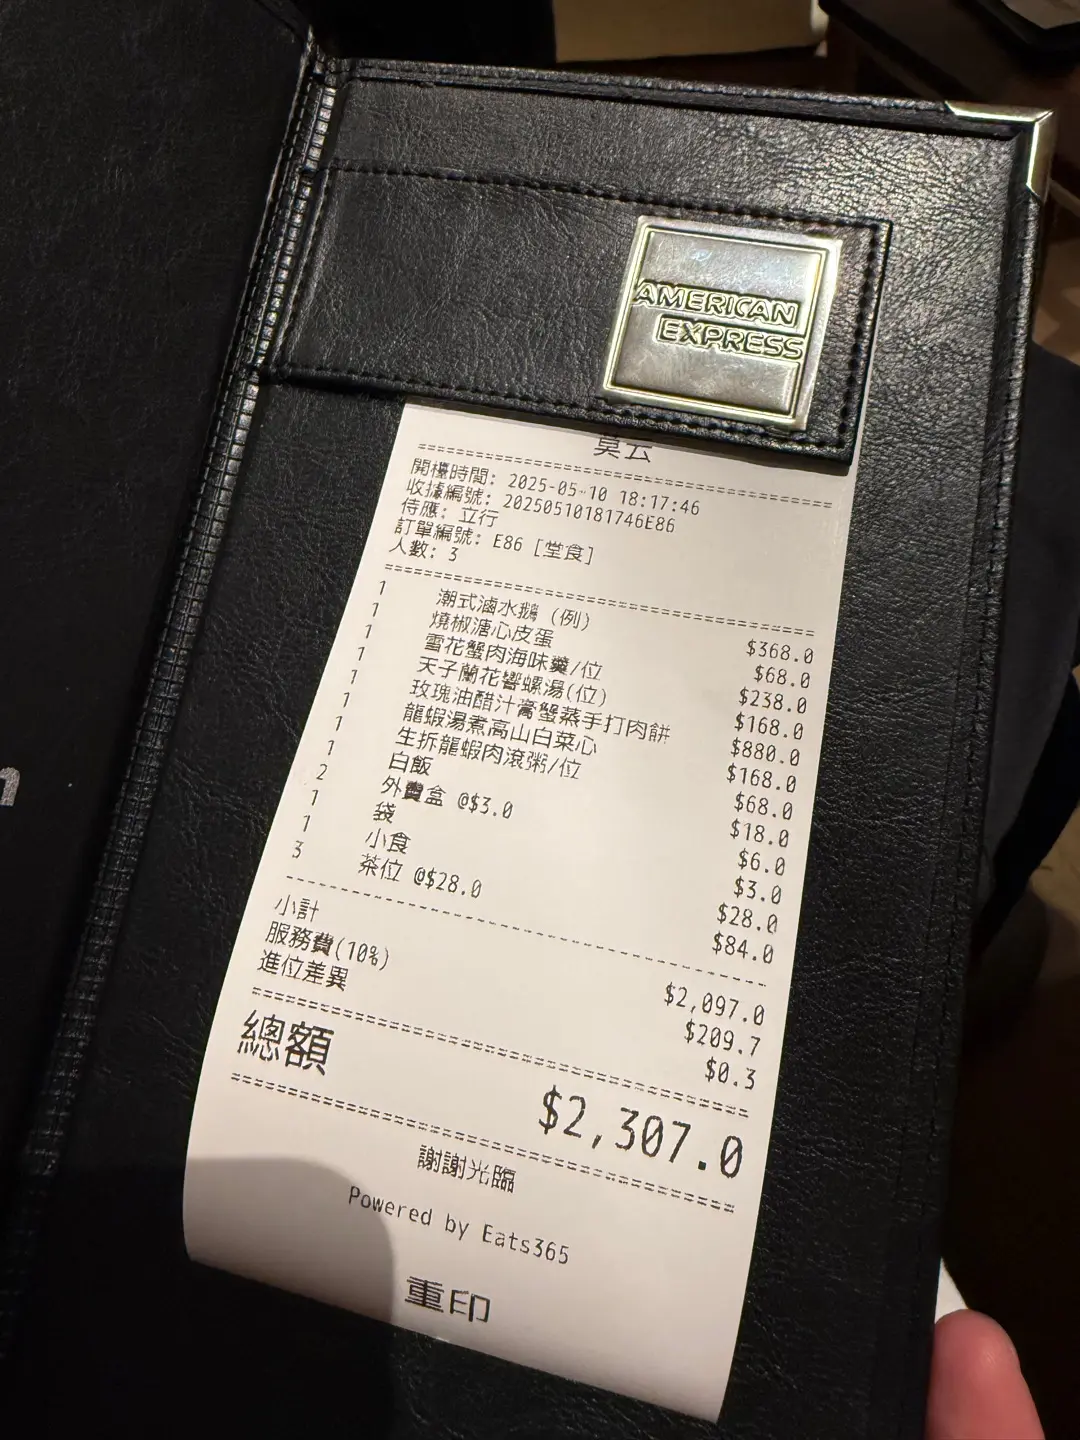 AMERICAN
EXPRESS
莫云
開檯時間: 2025-05-10 18:17:46
收據編號: 20250510181746E86
侍應: 立行
訂單編號: E86 [堂食]
人數: 3
1 潮式滷水鵝 (例) $368.0
1 燒椒溏心皮蛋 $68.0
1 雪花蟹肉海味羹/位 $238.0
1 天子蘭花響螺湯(位) $168.0
1 玫瑰油醋汁膏蟹蒸手打肉餅 $880.0
1 龍蝦湯煮高山白菜心 $168.0
1 生拆龍蝦肉滾粥/位 $68.0
1 白飯 $18.0
2 外賣盒 @$3.0 $6.0
1 袋 $3.0
1 小食 $28.0
3 茶位 @$28.0 $84.0
小計 $2,097.0
服務費(10%) $209.7
進位差異 $0.3
總額 $2,307.0
謝謝光臨
Powered by Eats365
重印